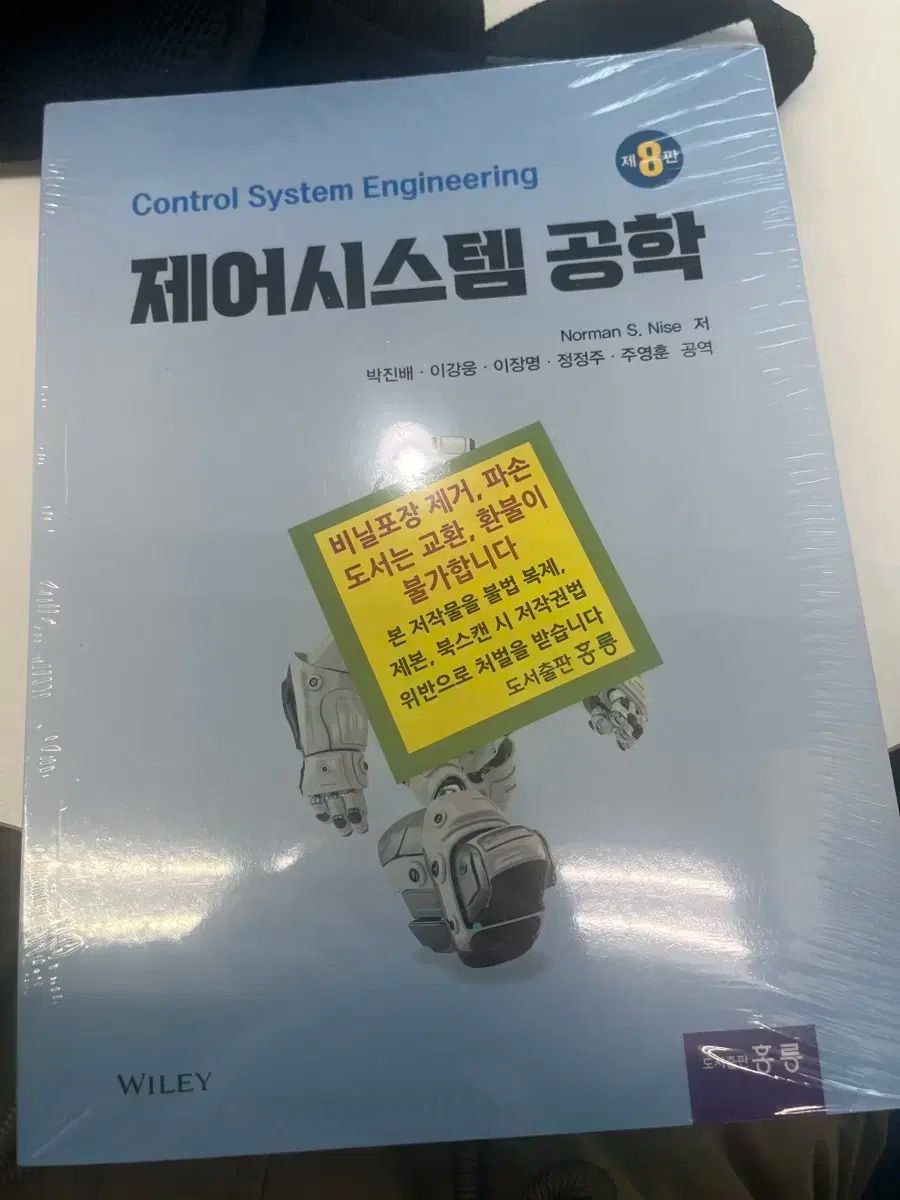 제8판
Control System Engineering
제어시스템 공학
Norman S. Nise 저
박진배 · 이강웅 · 이장명 · 정정주 · 주영훈 공역
비닐포장 제거, 파손
도서는 교환, 환불이
불가합니다
본 저작물을 불법 복제,
제본, 북스캔 시 저작권법
위반으로 처벌을 받습니다
도서출판 홍릉
WILEY
도서출판 홍릉